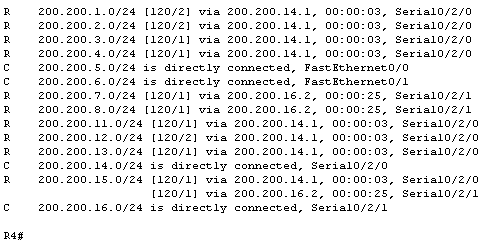 R    200.200.1.0/24 [120/2] via 200.200.14.1, 00:00:03, Serial0/2/0
R    200.200.2.0/24 [120/2] via 200.200.14.1, 00:00:03, Serial0/2/0
R    200.200.3.0/24 [120/1] via 200.200.14.1, 00:00:03, Serial0/2/0
R    200.200.4.0/24 [120/1] via 200.200.14.1, 00:00:03, Serial0/2/0
C    200.200.5.0/24 is directly connected, FastEthernet0/0
C    200.200.6.0/24 is directly connected, FastEthernet0/1
R    200.200.7.0/24 [120/1] via 200.200.16.2, 00:00:25, Serial0/2/1
R    200.200.8.0/24 [120/1] via 200.200.16.2, 00:00:25, Serial0/2/1
R    200.200.11.0/24 [120/1] via 200.200.14.1, 00:00:03, Serial0/2/0
R    200.200.12.0/24 [120/2] via 200.200.14.1, 00:00:03, Serial0/2/0
R    200.200.13.0/24 [120/1] via 200.200.14.1, 00:00:03, Serial0/2/0
C    200.200.14.0/24 is directly connected, Serial0/2/0
R    200.200.15.0/24 [120/1] via 200.200.14.1, 00:00:03, Serial0/2/0
                     [120/1] via 200.200.16.2, 00:00:25, Serial0/2/1
C    200.200.16.0/24 is directly connected, Serial0/2/1
R4#